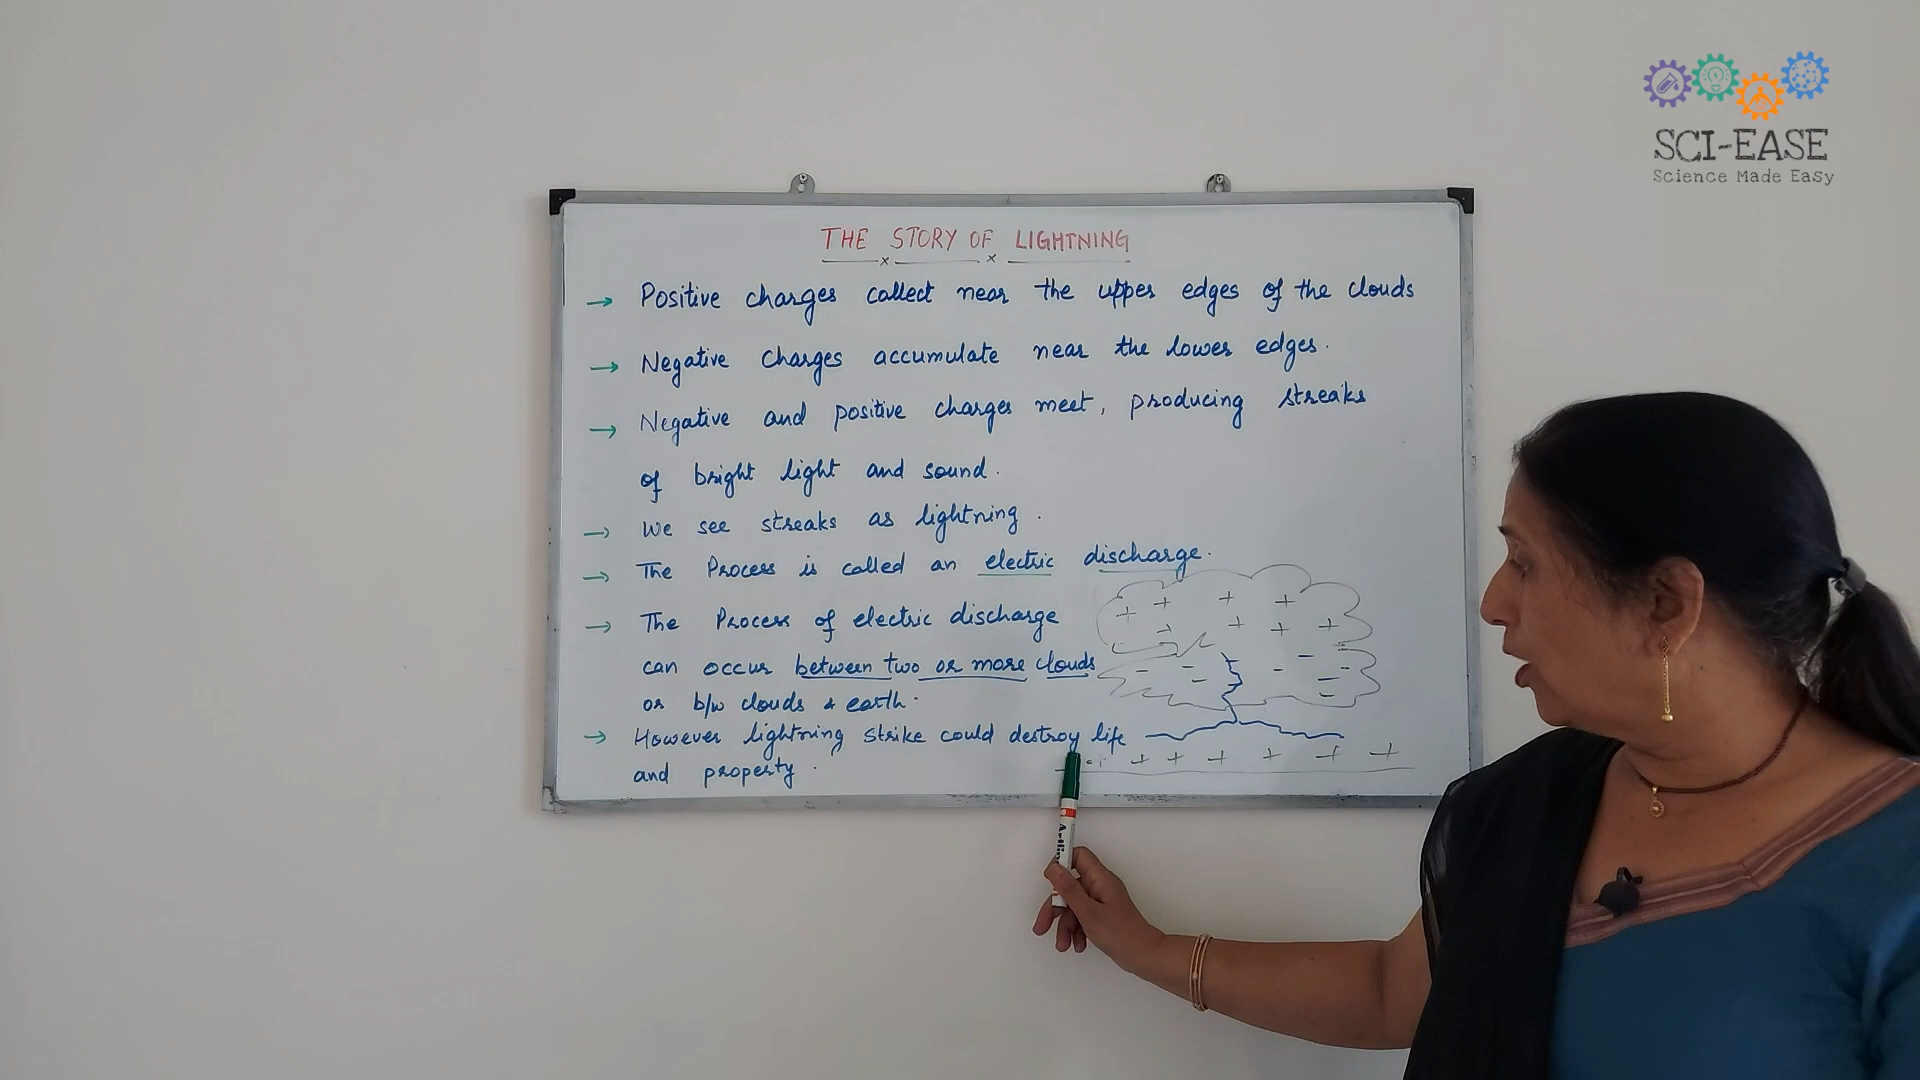 SCI-EASE
Science Made Easy
THE STORY OF LIGHTNING
→ Positive charges collect near the upper edges of the clouds
→ Negative charges accumulate near the lower edges.
→ Negative and positive charges meet, producing streaks
of bright light and sound.
→ We see streaks as lightning.
→ The Process is called an electric discharge.
→ The Process of electric discharge
can occur between two or more clouds
or b/w clouds & earth.
→ However lightning strike could destroy life
and property.